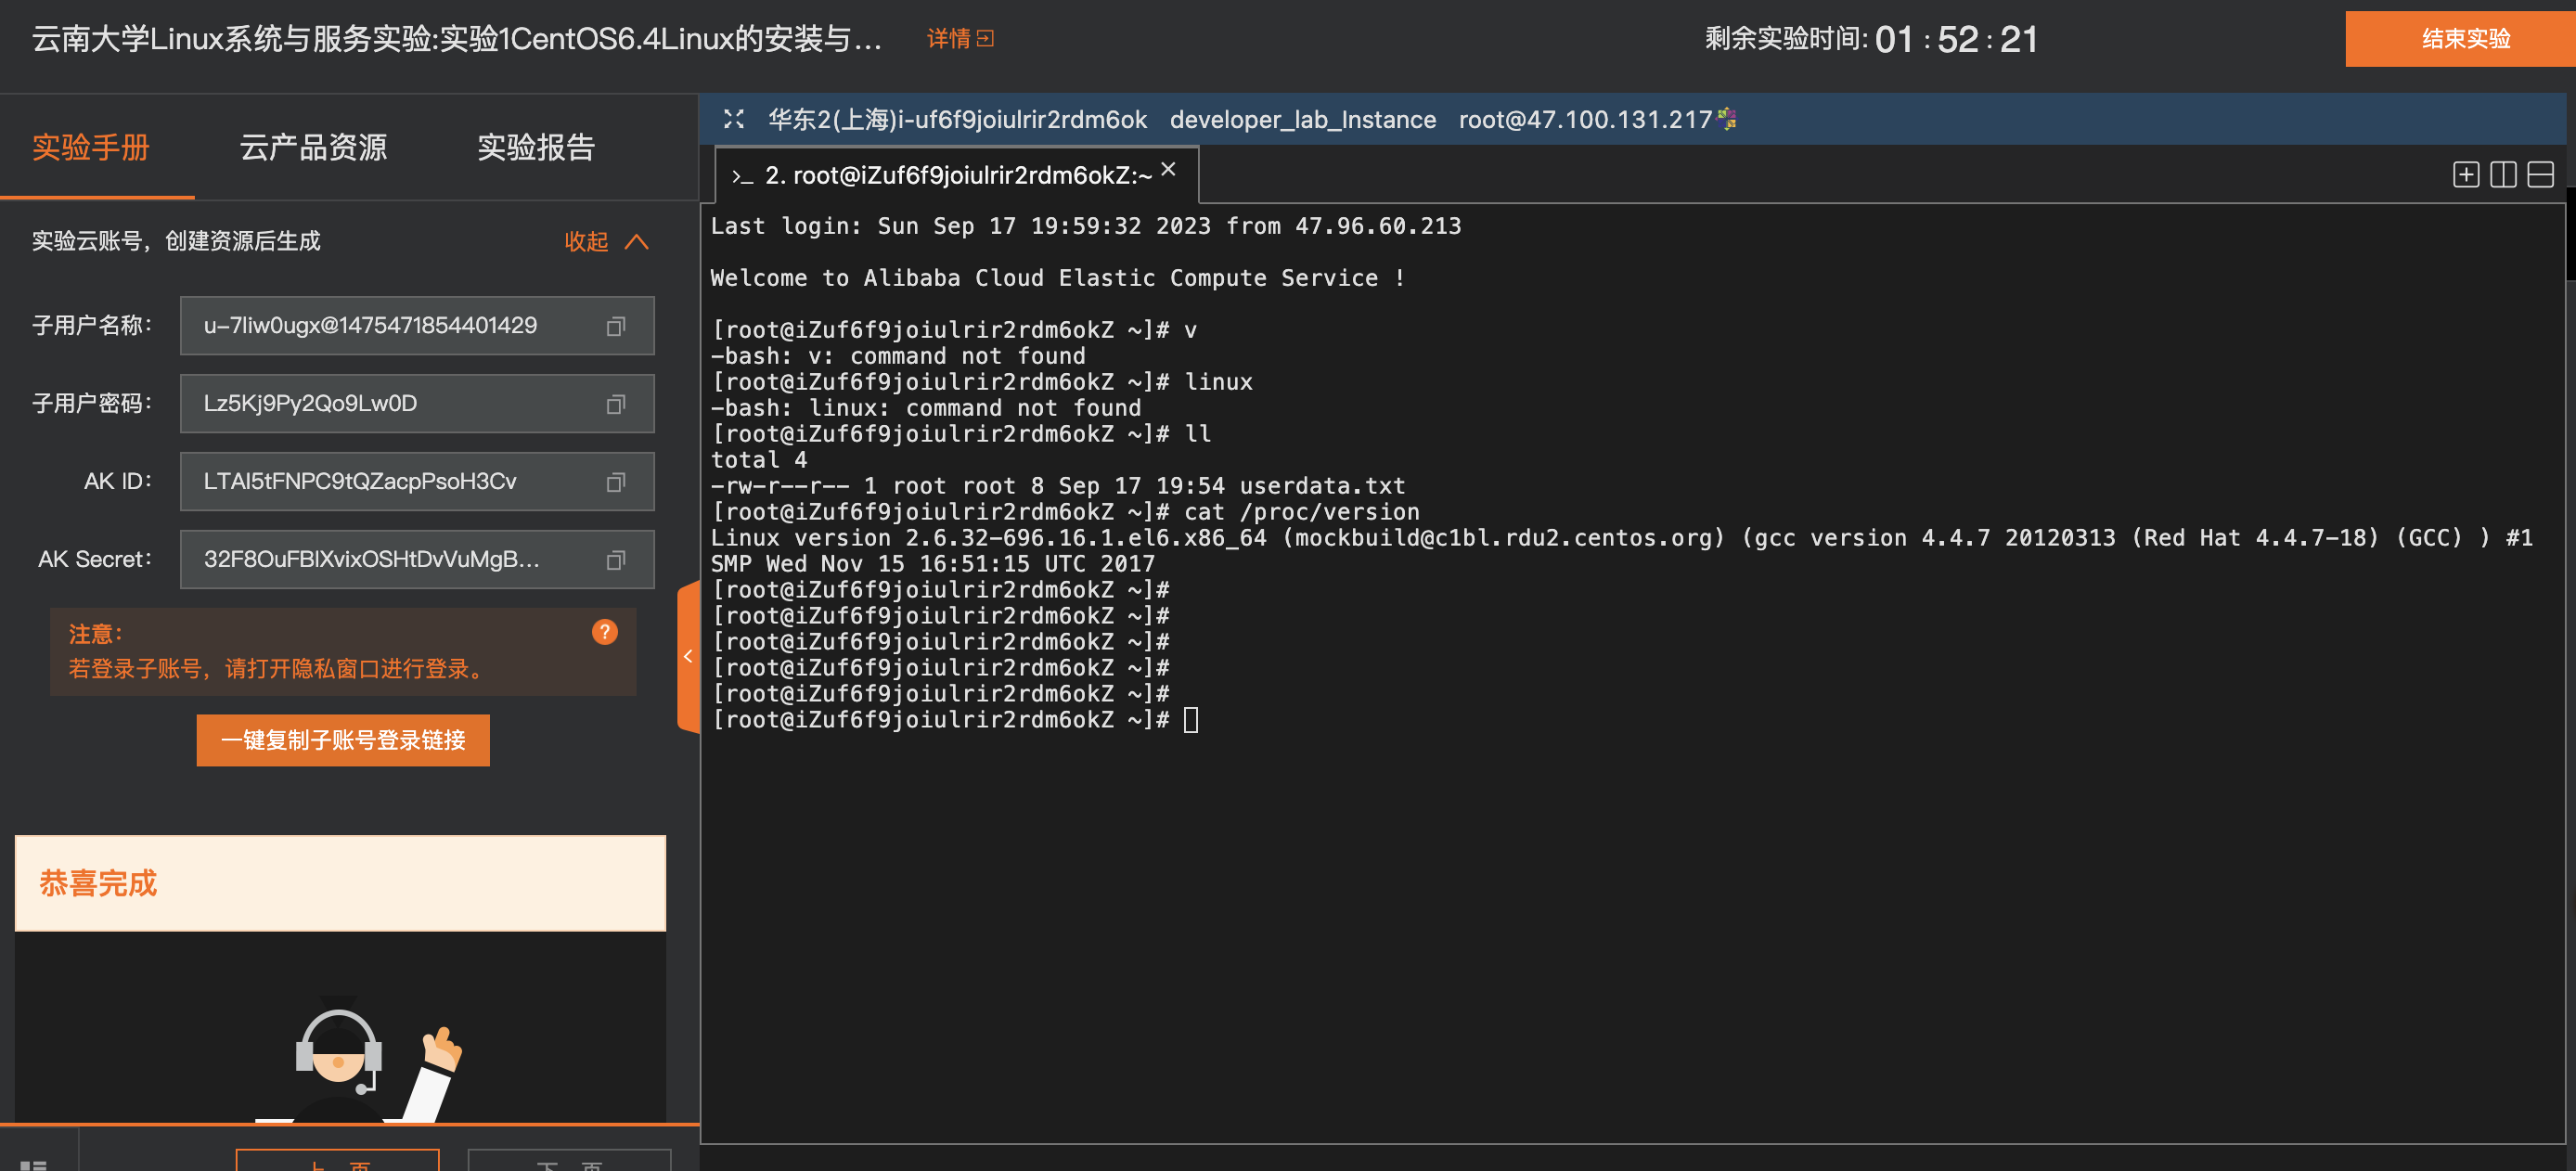 云南大学Linux系统与服务实验:实验1CentOS6.4Linux的安装与... 详情
剩余实验时间: 01 : 52 : 21
结束实验
实验手册 云产品资源 实验报告
实验云账号，创建资源后生成 收起
子用户名称： u-7liw0ugx@1475471854401429
子用户密码： Lz5Kj9Py2Qo9Lw0D
AK ID： LTAI5tFNPC9tQZacpPsoH3Cv
AK Secret： 32F8OuFBlXvixOSHtDvVuMgB...
注意：
若登录子账号，请打开隐私窗口进行登录。
一键复制子账号登录链接
恭喜完成
上一页 下一页
华东2(上海)i-uf6f9joiulrir2rdm6ok developer_lab_Instance root@47.100.131.217
>_ 2. root@iZuf6f9joiulrir2rdm6okZ:~ ×
Last login: Sun Sep 17 19:59:32 2023 from 47.96.60.213
Welcome to Alibaba Cloud Elastic Compute Service !
[root@iZuf6f9joiulrir2rdm6okZ ~]# v
-bash: v: command not found
[root@iZuf6f9joiulrir2rdm6okZ ~]# linux
-bash: linux: command not found
[root@iZuf6f9joiulrir2rdm6okZ ~]# ll
total 4
-rw-r--r-- 1 root root 8 Sep 17 19:54 userdata.txt
[root@iZuf6f9joiulrir2rdm6okZ ~]# cat /proc/version
Linux version 2.6.32-696.16.1.el6.x86_64 (mockbuild@c1bl.rdu2.centos.org) (gcc version 4.4.7 20120313 (Red Hat 4.4.7-18) (GCC) ) #1
SMP Wed Nov 15 16:51:15 UTC 2017
[root@iZuf6f9joiulrir2rdm6okZ ~]#
[root@iZuf6f9joiulrir2rdm6okZ ~]#
[root@iZuf6f9joiulrir2rdm6okZ ~]#
[root@iZuf6f9joiulrir2rdm6okZ ~]#
[root@iZuf6f9joiulrir2rdm6okZ ~]#
[root@iZuf6f9joiulrir2rdm6okZ ~]#